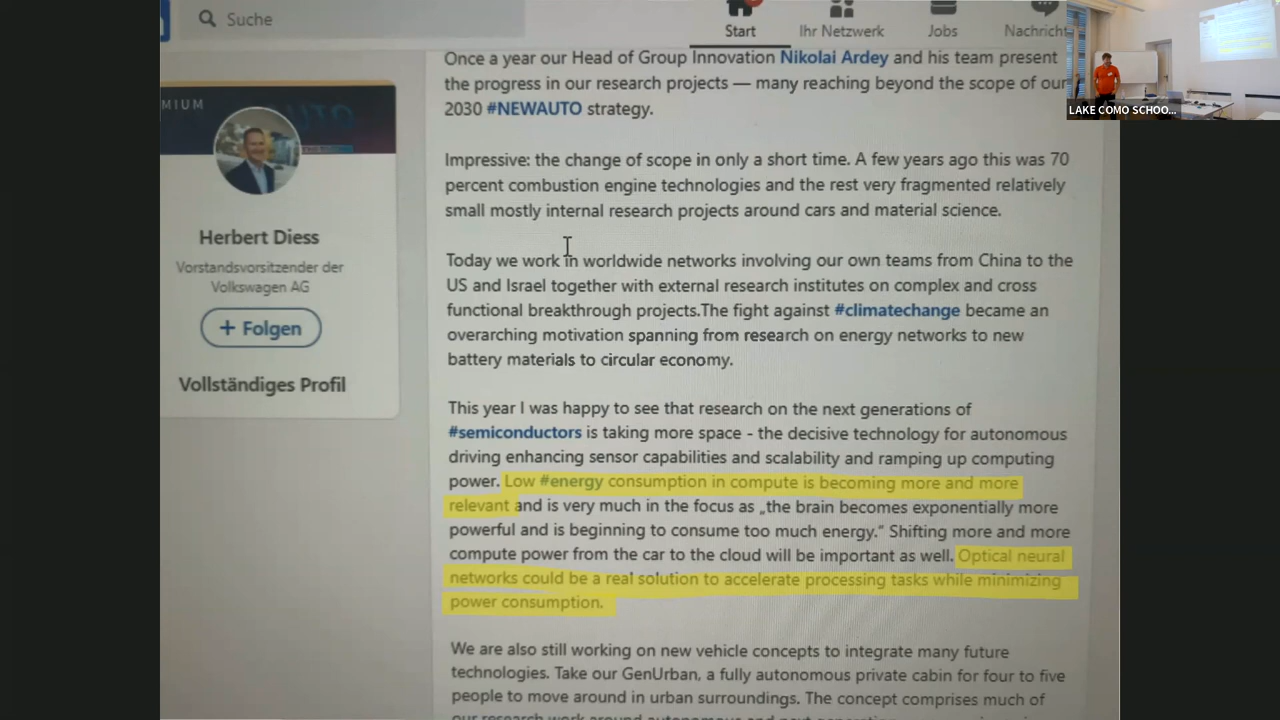 Suche
Start
Ihr Netzwerk
Jobs
Nachrich
LAKE COMO SCHOO...
MIUM
Herbert Diess
Vorstandsvorsitzender der
Volkswagen AG
+ Folgen
Vollständiges Profil
Once a year our Head of Group Innovation Nikolai Ardey and his team present
the progress in our research projects — many reaching beyond the scope of our
2030 #NEWAUTO strategy.
Impressive: the change of scope in only a short time. A few years ago this was 70
percent combustion engine technologies and the rest very fragmented relatively
small mostly internal research projects around cars and material science.
Today we work in worldwide networks involving our own teams from China to the
US and Israel together with external research institutes on complex and cross
functional breakthrough projects.The fight against #climatechange became an
overarching motivation spanning from research on energy networks to new
battery materials to circular economy.
This year I was happy to see that research on the next generations of
#semiconductors is taking more space - the decisive technology for autonomous
driving enhancing sensor capabilities and scalability and ramping up computing
power. Low #energy consumption in compute is becoming more and more
relevant and is very much in the focus as „the brain becomes exponentially more
powerful and is beginning to consume too much energy.“ Shifting more and more
compute power from the car to the cloud will be important as well. Optical neural
networks could be a real solution to accelerate processing tasks while minimizing
power consumption.
We are also still working on new vehicle concepts to integrate many future
technologies. Take our GenUrban, a fully autonomous private cabin for four to five
people to move around in urban surroundings. The concept comprises much of
our research work around autonomous and next